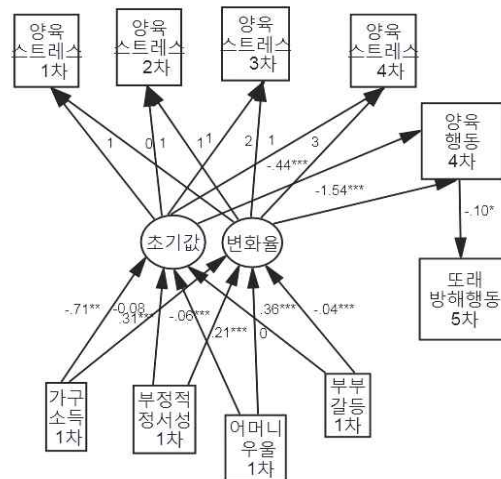 양육
스트레스
1차
양육
스트레스
2차
양육
스트레스
3차
양육
스트레스
4차
양육
행동
4차
1
0
1
1
1
2
1
3
-.44***
-1.54***
-.10*
초기값
변화율
또래
방해행동
5차
-.71**
-0.08
.31***
-.06***
.21***
.36***
0
-.04***
가구
소득
1차
부정적
정서성
1차
어머니
우울
1차
부부
갈등
1차